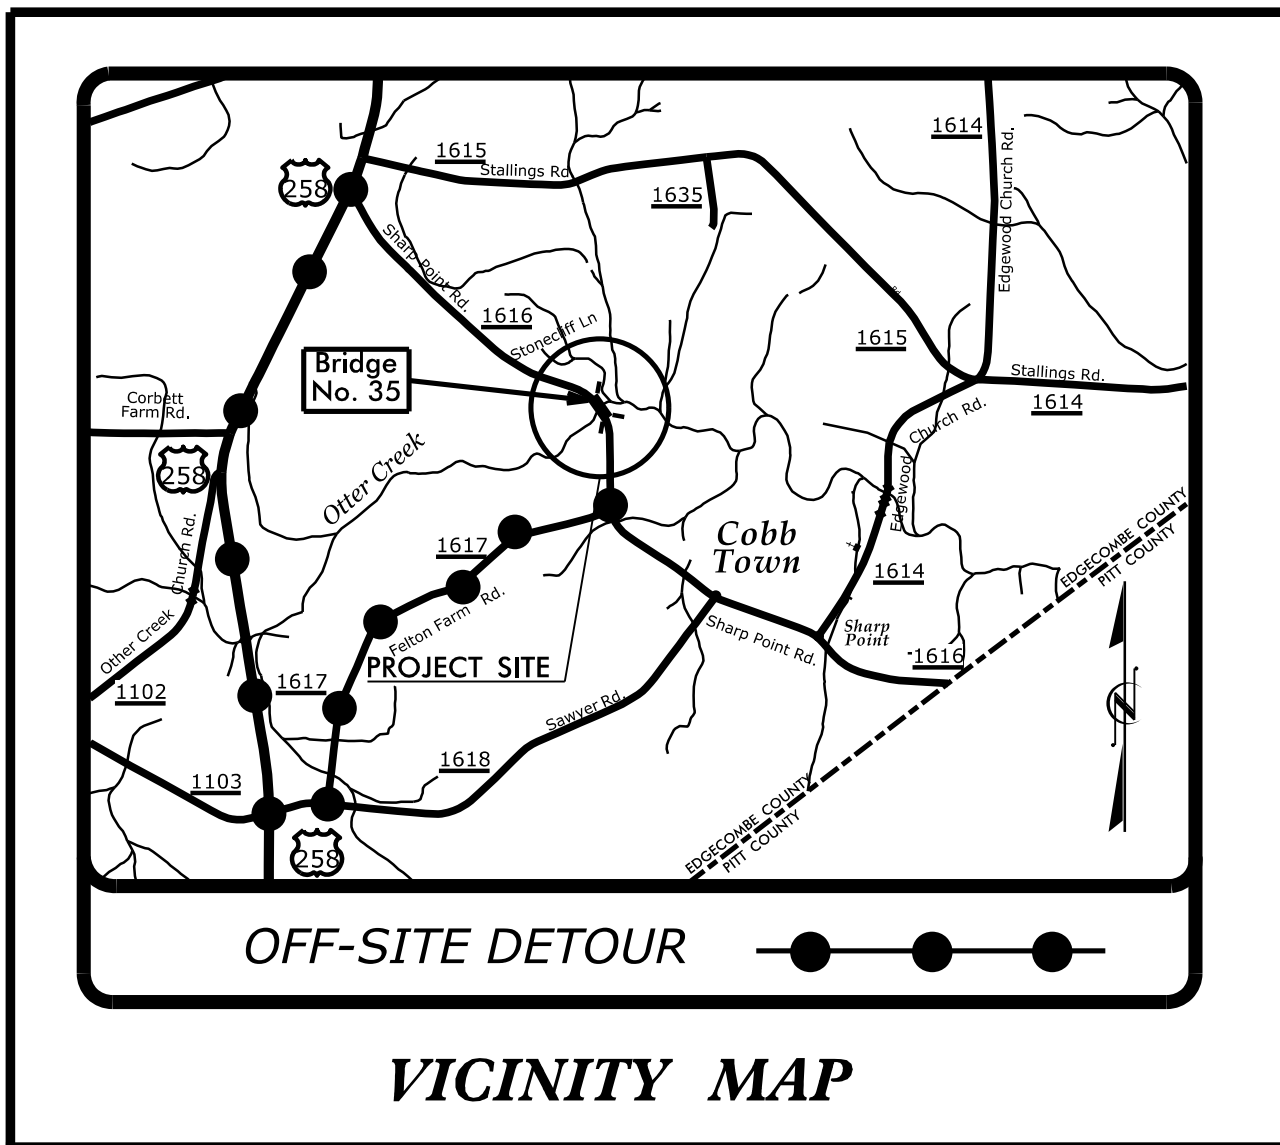 1614
1615
Stallings Rd
258
1635
Edgewood Church Rd.
Sharp Point Rd.
1616
Stonecliff Ln
Rd.
1615
Bridge
No. 35
Stallings Rd.
1614
Corbett
Farm Rd.
Church Rd.
Otter Creek
258
Edgewood
EDGECOMBE COUNTY
PITT COUNTY
Cobb
Town
1617
Church Rd.
1614
Felton Farm Rd.
Other Creek
Sharp Point Rd.
Sharp
Point
1616
PROJECT SITE
1102
1617
Sawyer Rd.
N
1618
1103
EDGECOMBE COUNTY
PITT COUNTY
258
OFF-SITE DETOUR
VICINITY MAP